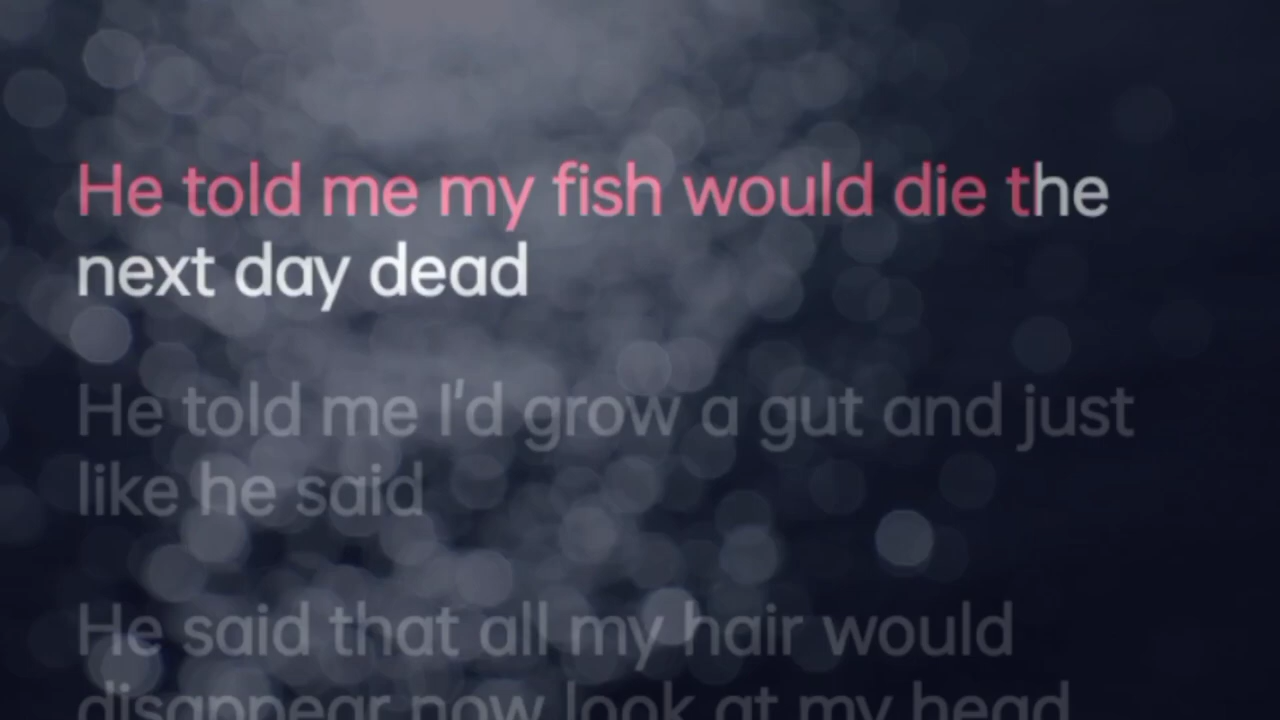 He told me my fish would die the
next day dead
He told me I'd grow a gut and just
like he said
He said that all my hair would
disappear now look at my head